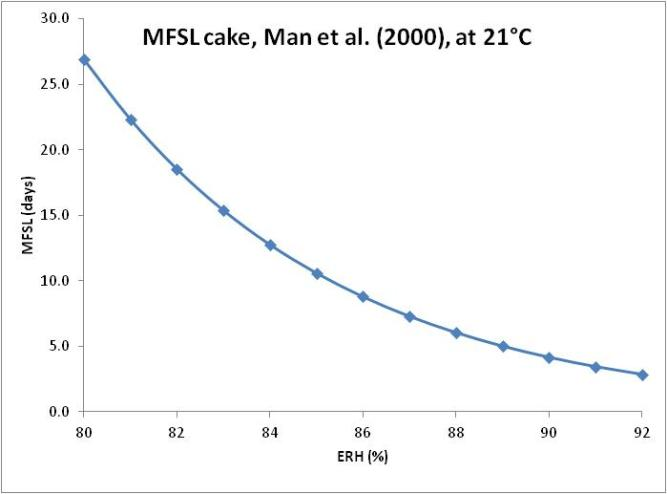 MFSL cake, Man et al. (2000), at 21°C
30.0
25.0
20.0
15.0
10.0
5.0
0.0
MFSL (days)
80 82 84 86 88 90 92
ERH (%)